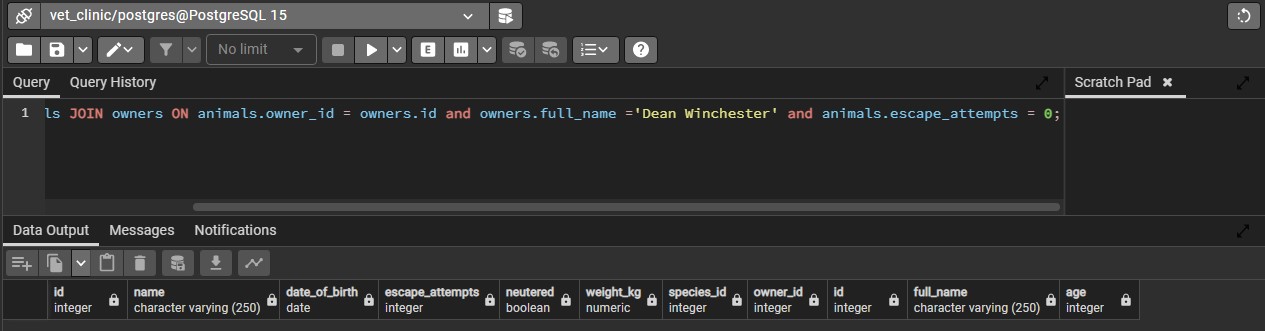 vet_clinic/postgres@PostgreSQL 15
No limit
E
Query Query History
Scratch Pad
1 ls JOIN owners ON animals.owner_id = owners.id and owners.full_name ='Dean Winchester' and animals.escape_attempts = 0;
Data Output Messages Notifications
id name date_of_birth escape_attempts neutered weight_kg species_id owner_id id full_name age
integer character varying (250) date integer boolean numeric integer integer integer character varying (250) integer